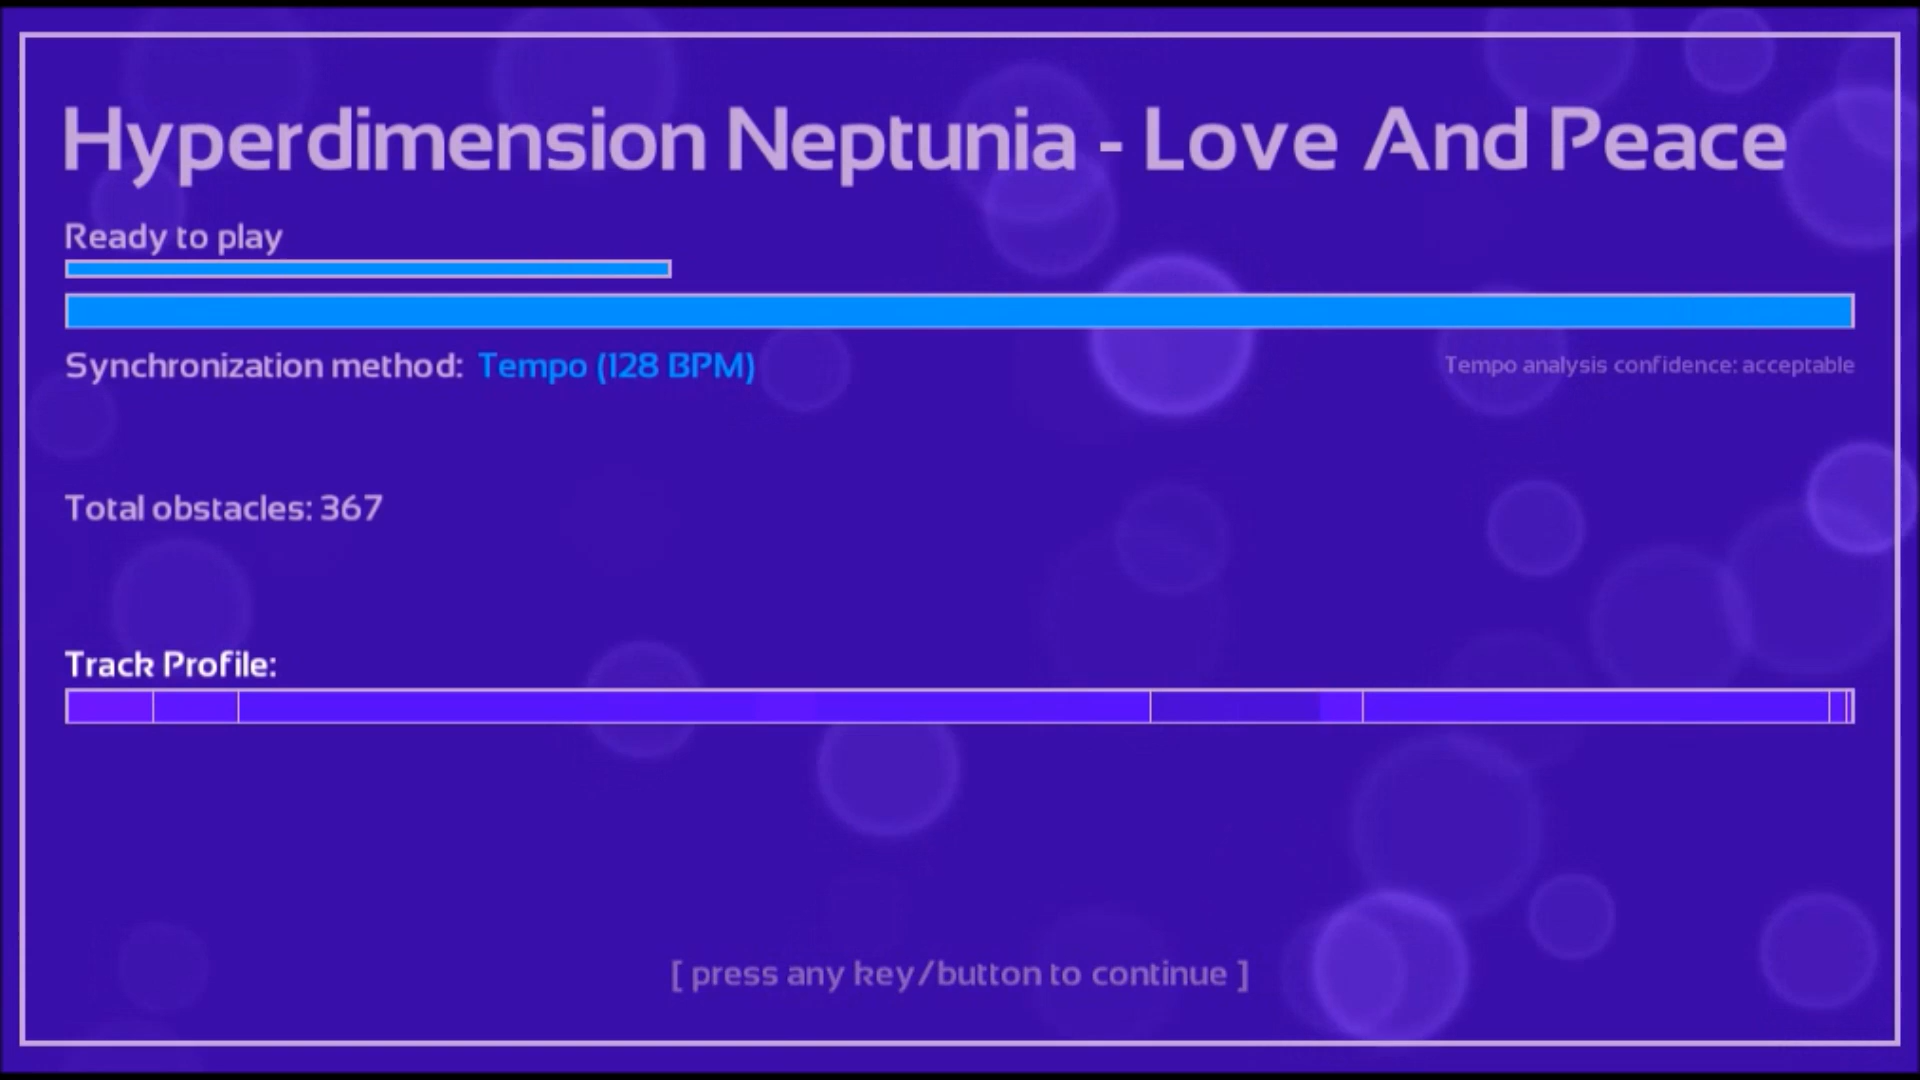 Hyperdimension Neptunia - Love And Peace
Ready to play
Synchronization method: Tempo (128 BPM)
Tempo analysis confidence: acceptable
Total obstacles: 367
Track Profile:
[ press any key/button to continue ]